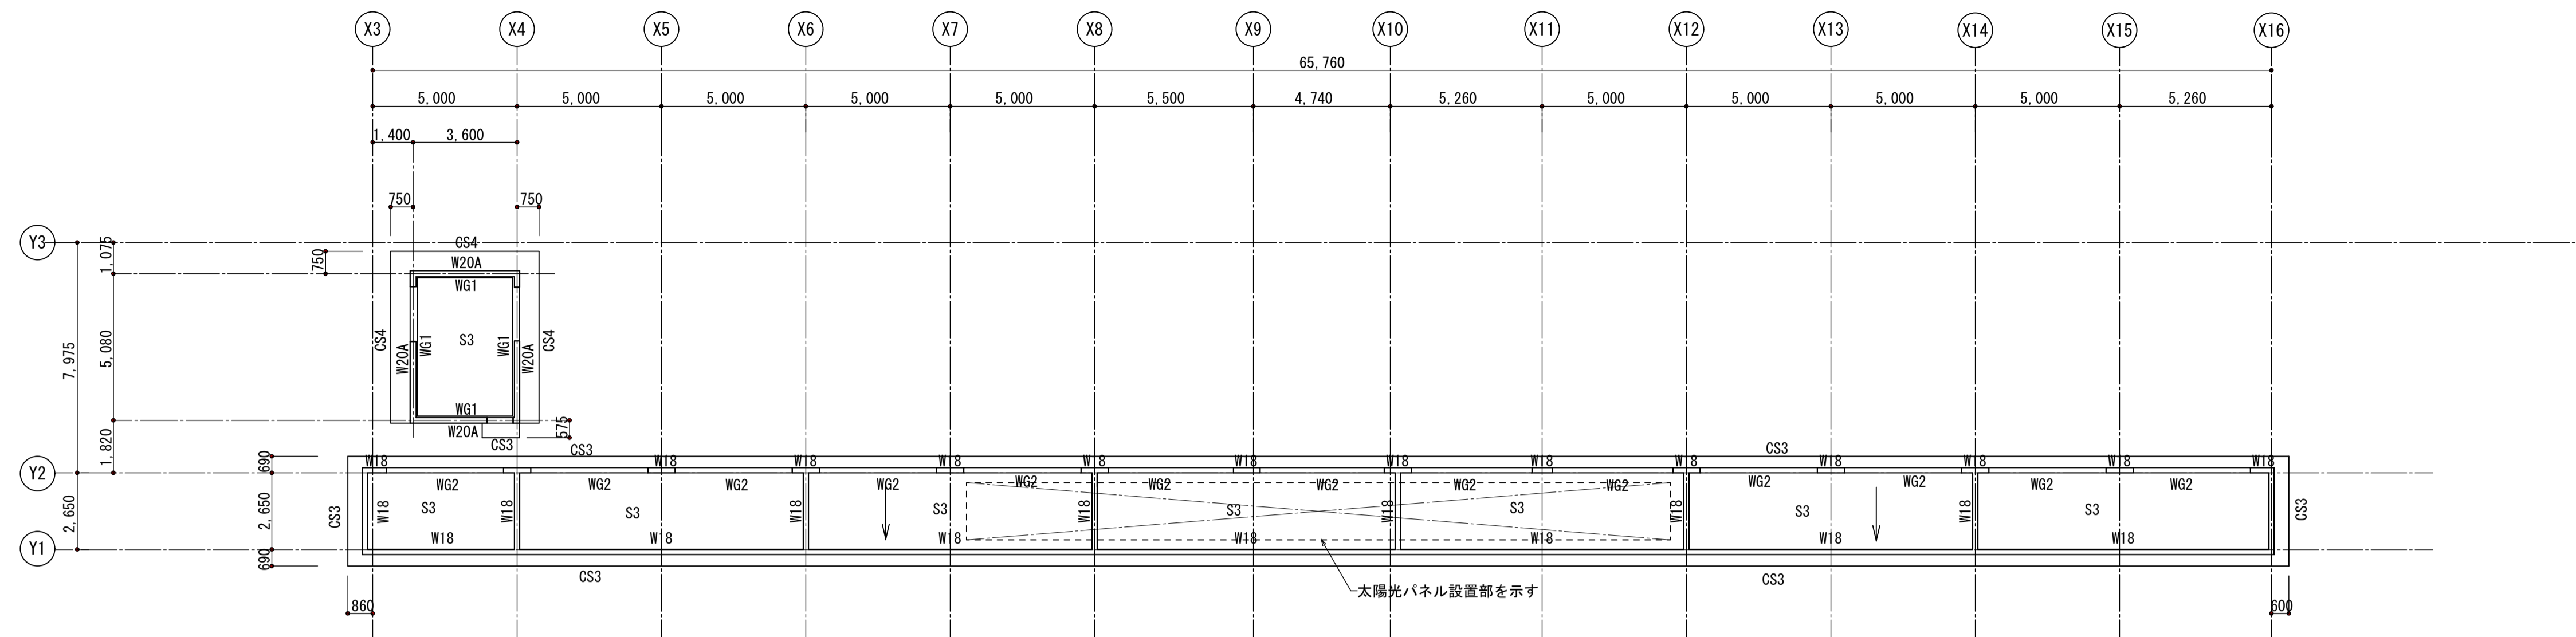 X3 X4 X5 X6 X7 X8 X9 X10 X11 X12 X13 X14 X15 X16
65,760
5,000 5,000 5,000 5,000 5,000 5,500 4,740 5,260 5,000 5,000 5,000 5,000 5,260
1,400 3,600
750 750
Y3
1,075
750
CS4
W20A
WG1
CS4
W20A
WG1
S3
WG1
W20A
CS4
7,975
5,080
WG1
W20A
575
CS3
1,820
CS3 CS3
690
W18 W18 W18 W18 W18 W18 W18 W18 W18 W18 W18 W18 W18
Y2
WG2 WG2 WG2 WG2 WG2 WG2 WG2 WG2 WG2 WG2 WG2 WG2 WG2
2,650
2,650
CS3
W18 S3 W18 S3 W18 S3 W18 S3 W18 S3 W18 S3 W18 S3
CS3
W18 W18 W18 W18 W18 W18 W18
Y1
690
CS3 CS3
太陽光パネル設置部を示す
860 600